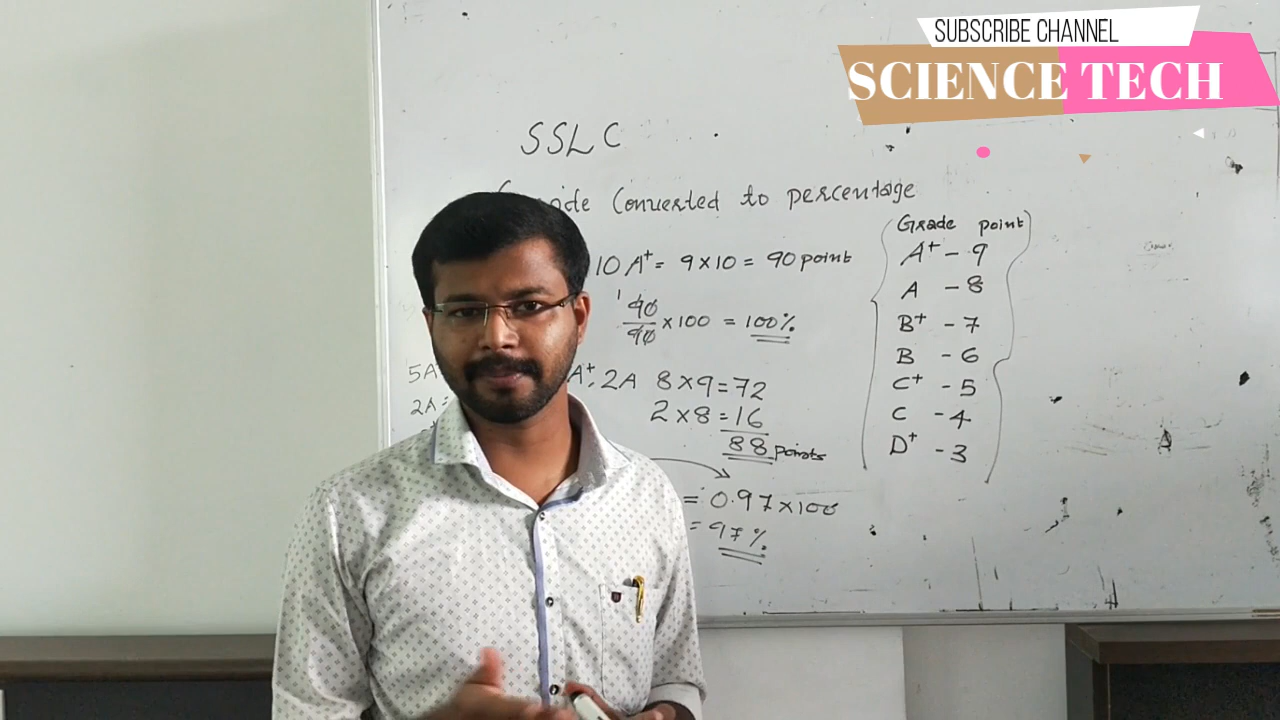 SUBSCRIBE CHANNEL
SCIENCE TECH
SSLC
Converted to percentage
10 A⁺ = 9×10 = 90 point
90/90 ×100 = 100%
5A
2A =
A⁺, 2A 8×9=72
2×8=16
88 points
= 0.97×100
= 97%
Grade point
A⁺ – 9
A – 8
B⁺ – 7
B – 6
C⁺ – 5
C – 4
D⁺ – 3